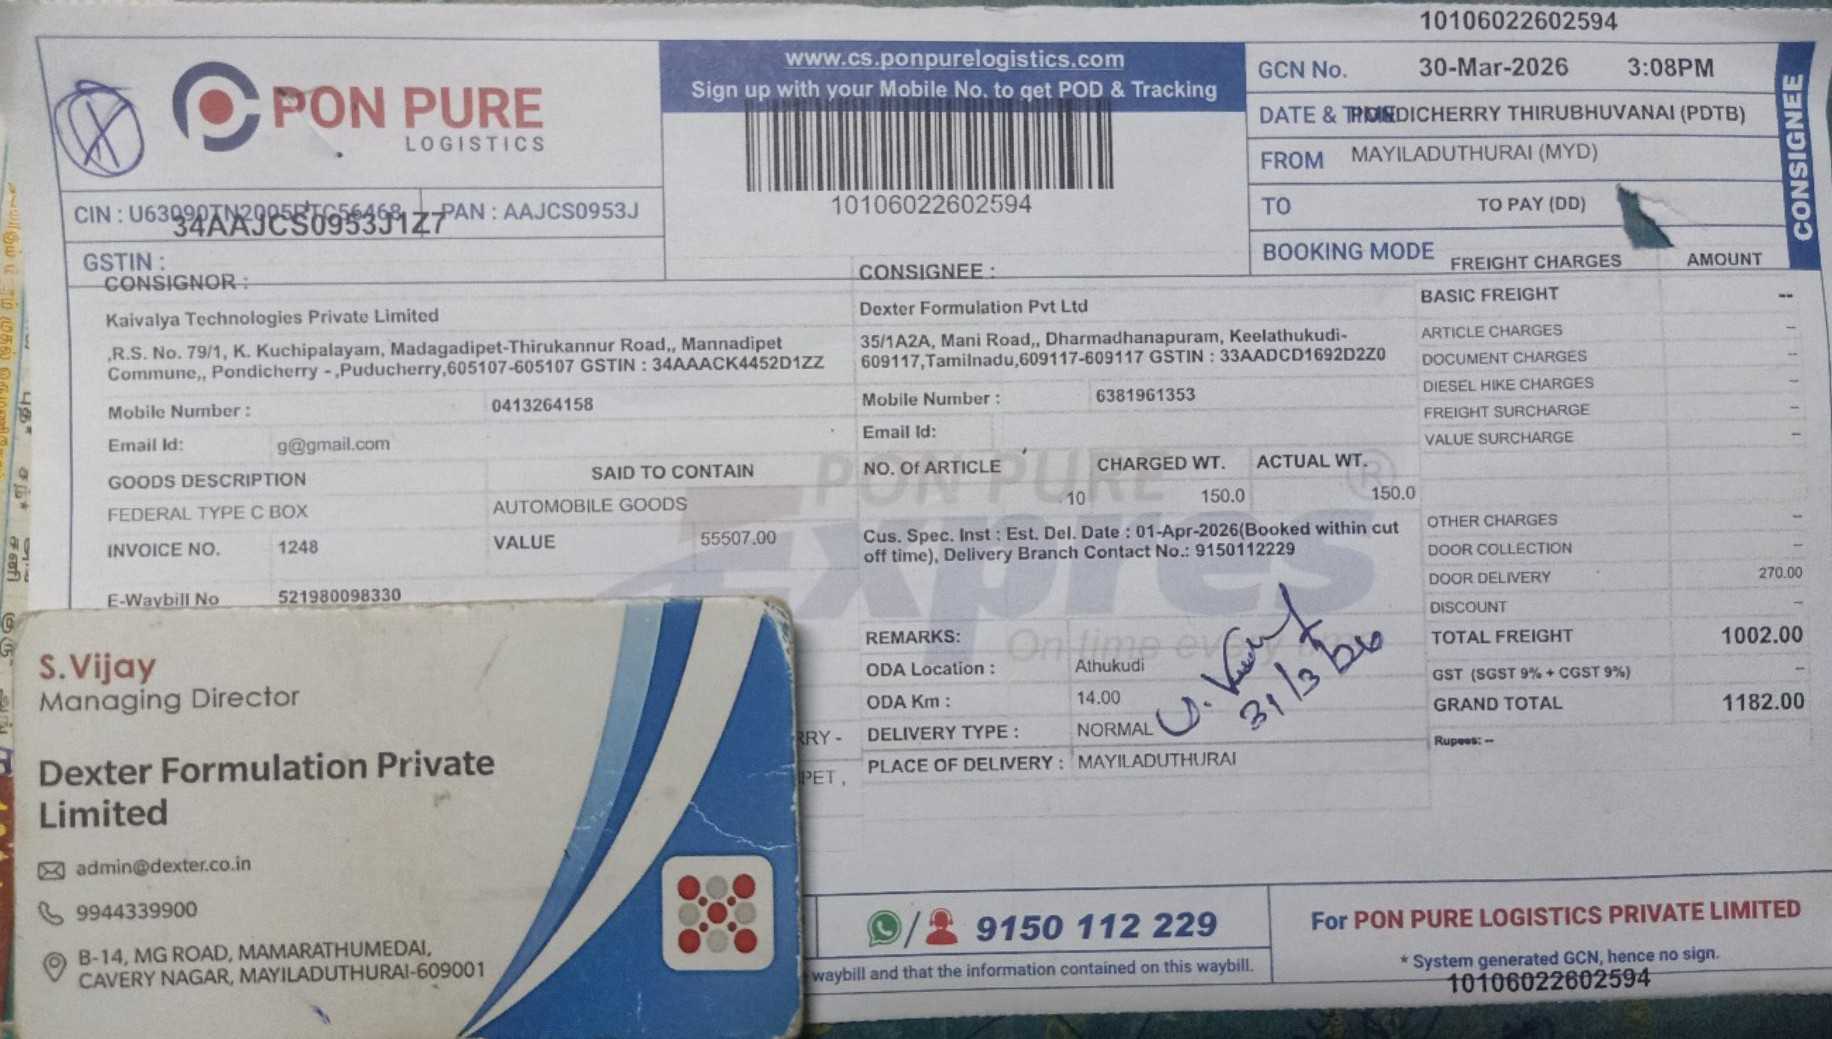 10106022602594
PON PURE
LOGISTICS
www.cs.ponpurelogistics.com
Sign up with your Mobile No. to get POD & Tracking
10106022602594
GCN No. 30-Mar-2026 3:08PM
DATE & TIME PONDICHERRY THIRUBHUVANAI (PDTB)
FROM MAYILADUTHURAI (MYD)
TO TO PAY (DD)
BOOKING MODE
CONSIGNEE
CIN : PAN : AAJCS0953J
34AAJCS0953J1Z7
GSTIN :
CONSIGNOR :
Kaivalya Technologies Private Limited
,R.S. No. 79/1, K. Kuchipalayam, Madagadipet-Thirukannur Road,, Mannadipet
Commune,, Pondicherry - ,Puducherry,605107-605107 GSTIN : 34AAACK4452D1ZZ
Mobile Number : 0413264158
Email Id: g@gmail.com
GOODS DESCRIPTION SAID TO CONTAIN
FEDERAL TYPE C BOX AUTOMOBILE GOODS
INVOICE NO. 1248 VALUE 55507.00
E-Waybill No 521980098330
CONSIGNEE :
Dexter Formulation Pvt Ltd
35/1A2A, Mani Road,, Dharmadhanapuram, Keelathukudi-
609117,Tamilnadu,609117-609117 GSTIN : 33AADCD1692D2Z0
Mobile Number : 6381961353
Email Id:
NO. Of ARTICLE CHARGED WT. ACTUAL WT.
10 150.0 150.0
Cus. Spec. Inst : Est. Del. Date : 01-Apr-2026(Booked within cut
off time), Delivery Branch Contact No.: 9150112229
PON PURE ®
Expres
On time every
REMARKS:
ODA Location : Athukudi
ODA Km : 14.00
DELIVERY TYPE : NORMAL
PLACE OF DELIVERY : MAYILADUTHURAI
31/3/26
RRY -
PET ,
FREIGHT CHARGES AMOUNT
BASIC FREIGHT --
ARTICLE CHARGES –
DOCUMENT CHARGES –
DIESEL HIKE CHARGES –
FREIGHT SURCHARGE –
VALUE SURCHARGE –
OTHER CHARGES –
DOOR COLLECTION –
DOOR DELIVERY 270.00
DISCOUNT –
TOTAL FREIGHT 1002.00
GST (SGST 9% + CGST 9%) –
GRAND TOTAL 1182.00
Rupees: --
S.Vijay
Managing Director
Dexter Formulation Private
Limited
admin@dexter.co.in
9944339900
B-14, MG ROAD, MAMARATHUMEDAI,
CAVERY NAGAR, MAYILADUTHURAI-609001
/ 9150 112 229
waybill and that the information contained on this waybill.
For PON PURE LOGISTICS PRIVATE LIMITED
* System generated GCN, hence no sign.
10106022602594